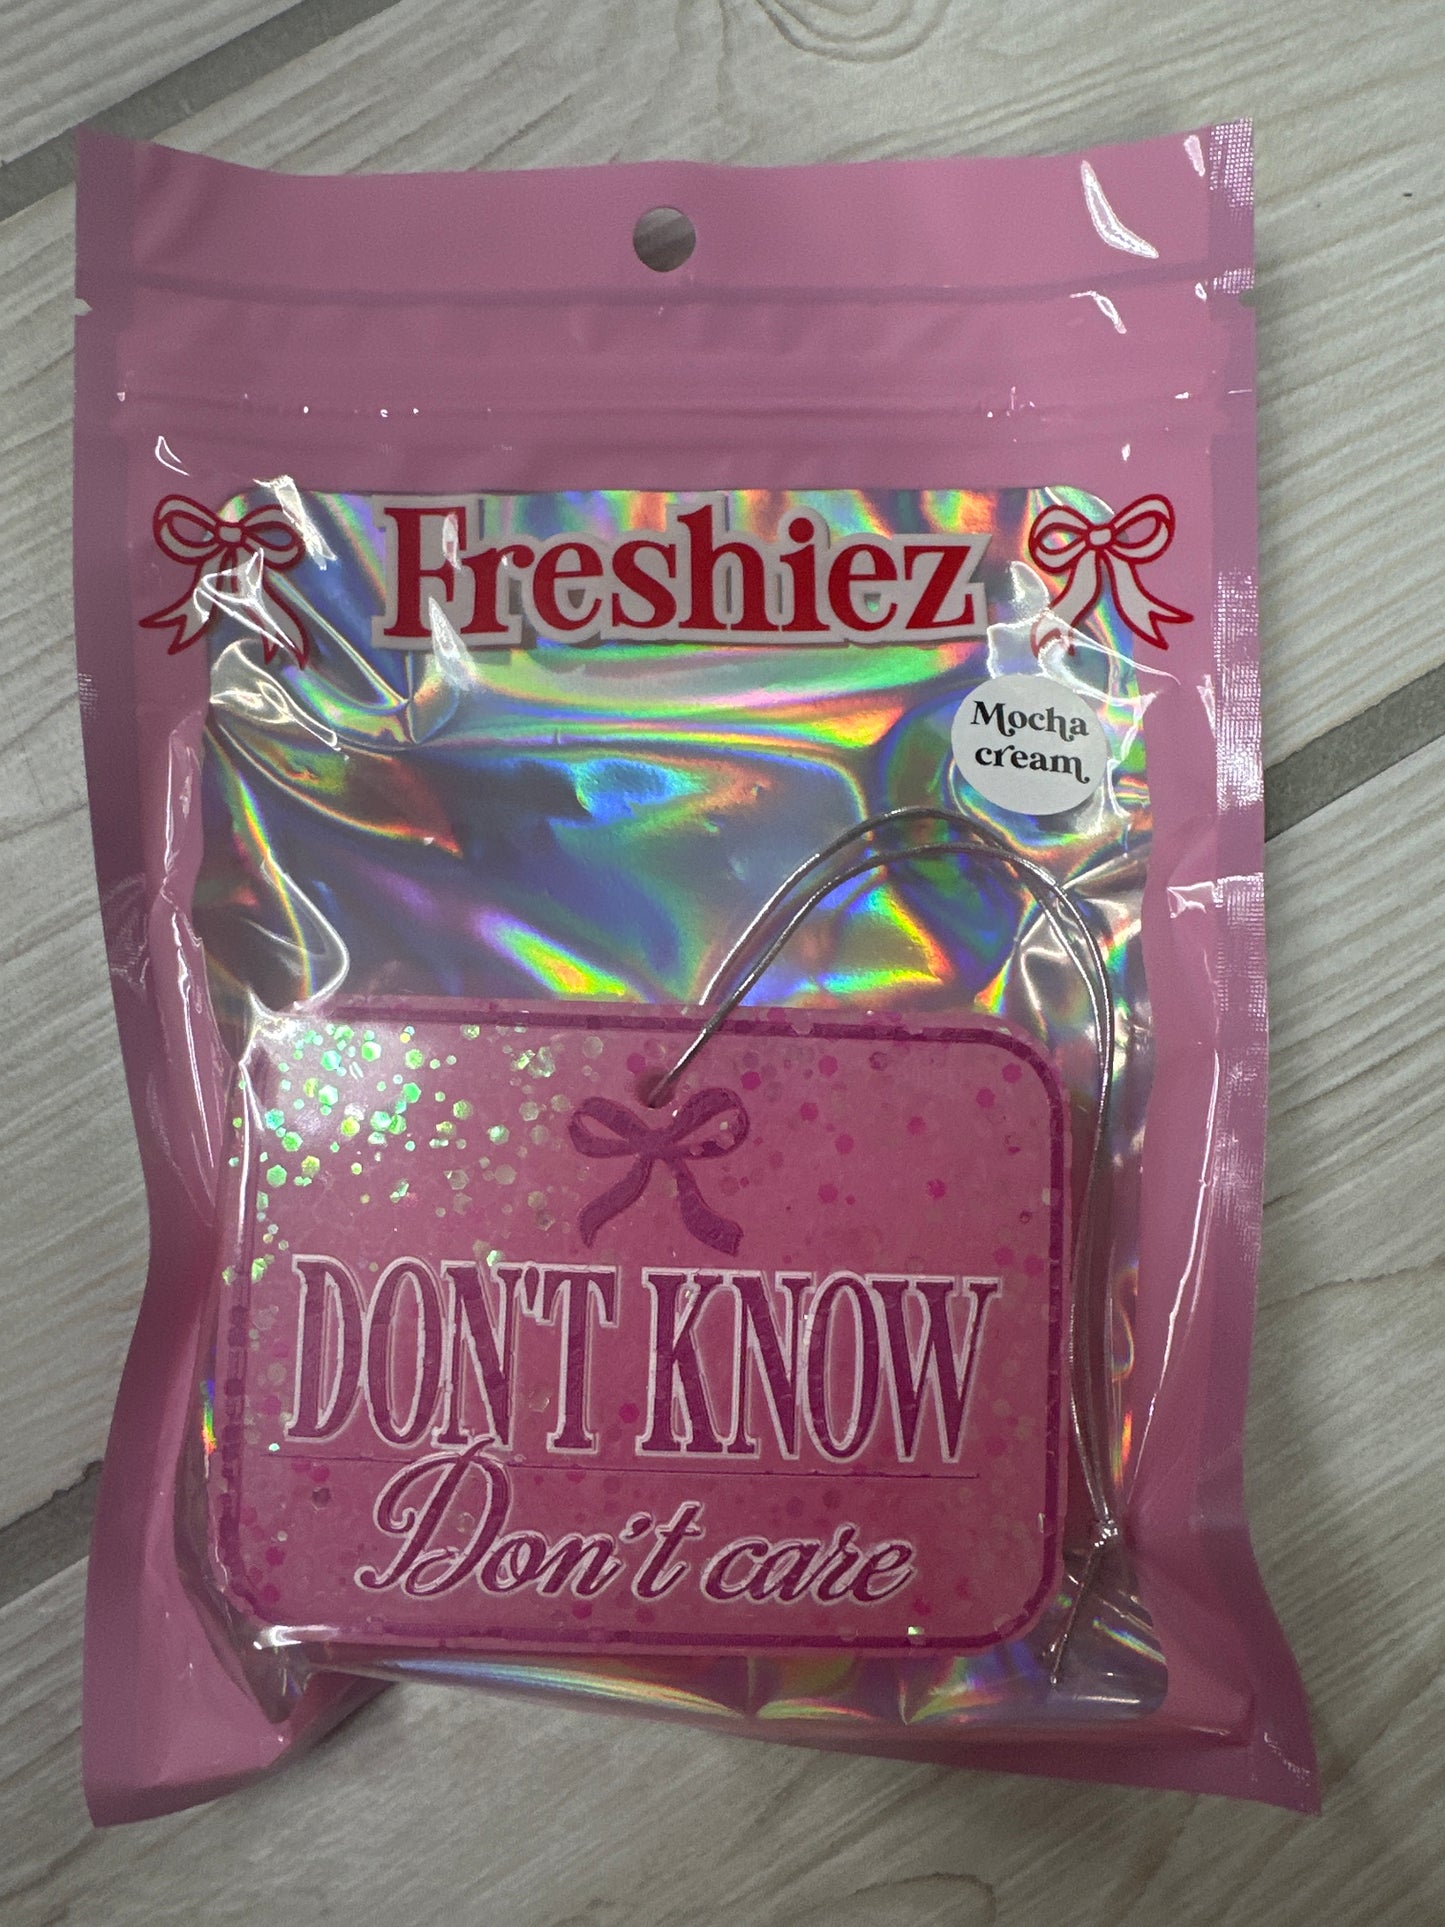 Freshiez
Mocha
cream
DON'T KNOW
Don't care